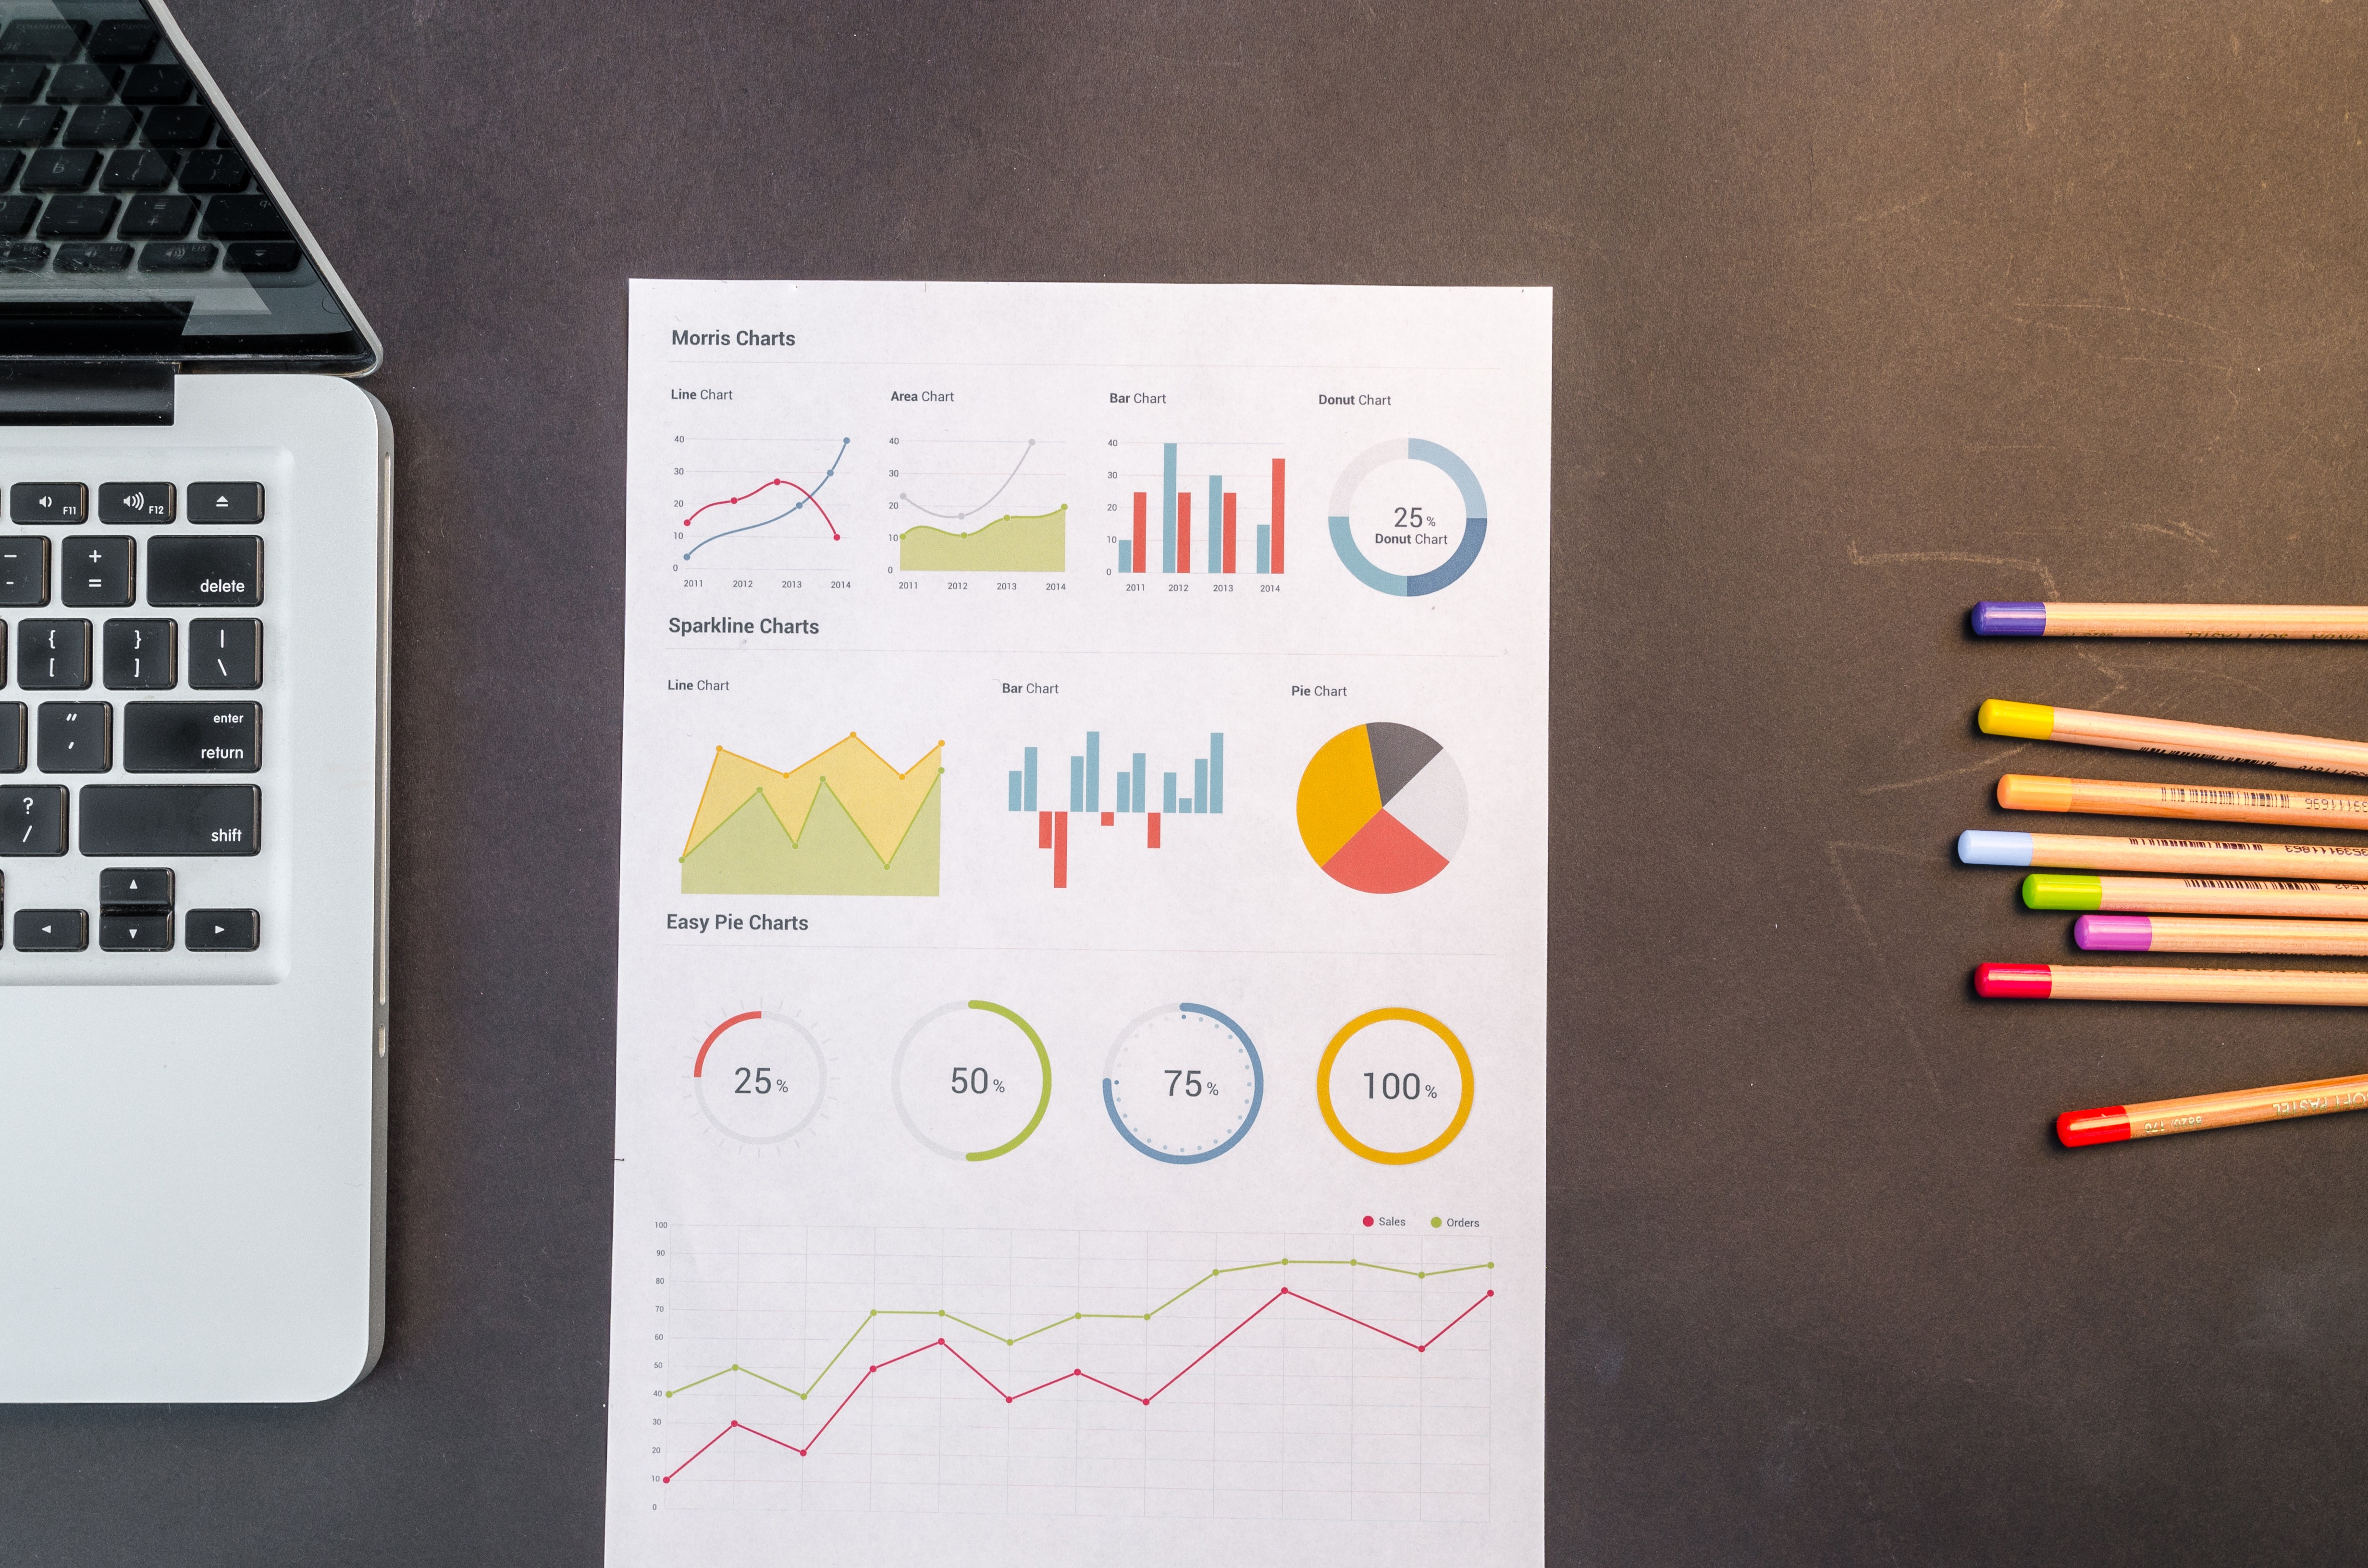 F11
F12
delete
enter
return
shift
Morris Charts
Line Chart
Area Chart
Bar Chart
Donut Chart
40
30
20
10
0
2011 2012 2013 2014
40
30
20
10
0
2011 2012 2013 2014
40
30
20
10
0
2011 2012 2013 2014
25%
Donut Chart
Sparkline Charts
Line Chart
Bar Chart
Pie Chart
Easy Pie Charts
25%
50%
75%
100%
Sales Orders
100
90
80
70
60
50
40
30
20
10
0